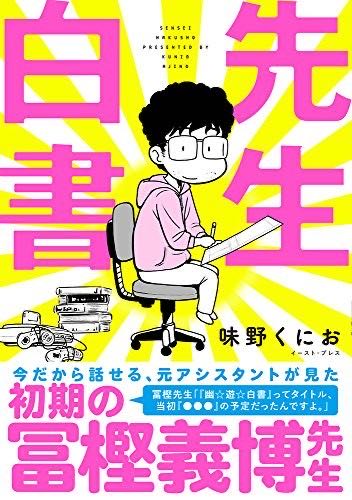 SENSEI
HAKUSHO
PRESENTED BY
KUNIO
AJINO
先生
白書
味野くにお
イースト・プレス
今だから話せる、元アシスタントが見た
初期の
冨樫先生「『幽☆遊☆白書』ってタイトル、
当初『●●●』の予定だったんですよ。」
冨樫義博先生